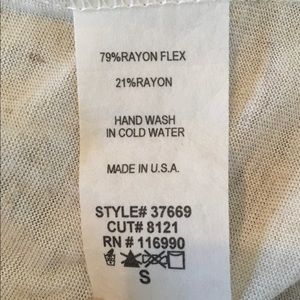 79%RAYON FLEX
21%RAYON
HAND WASH
IN COLD WATER
MADE IN U.S.A.
STYLE# 37669
CUT# 8121
RN # 116990
S